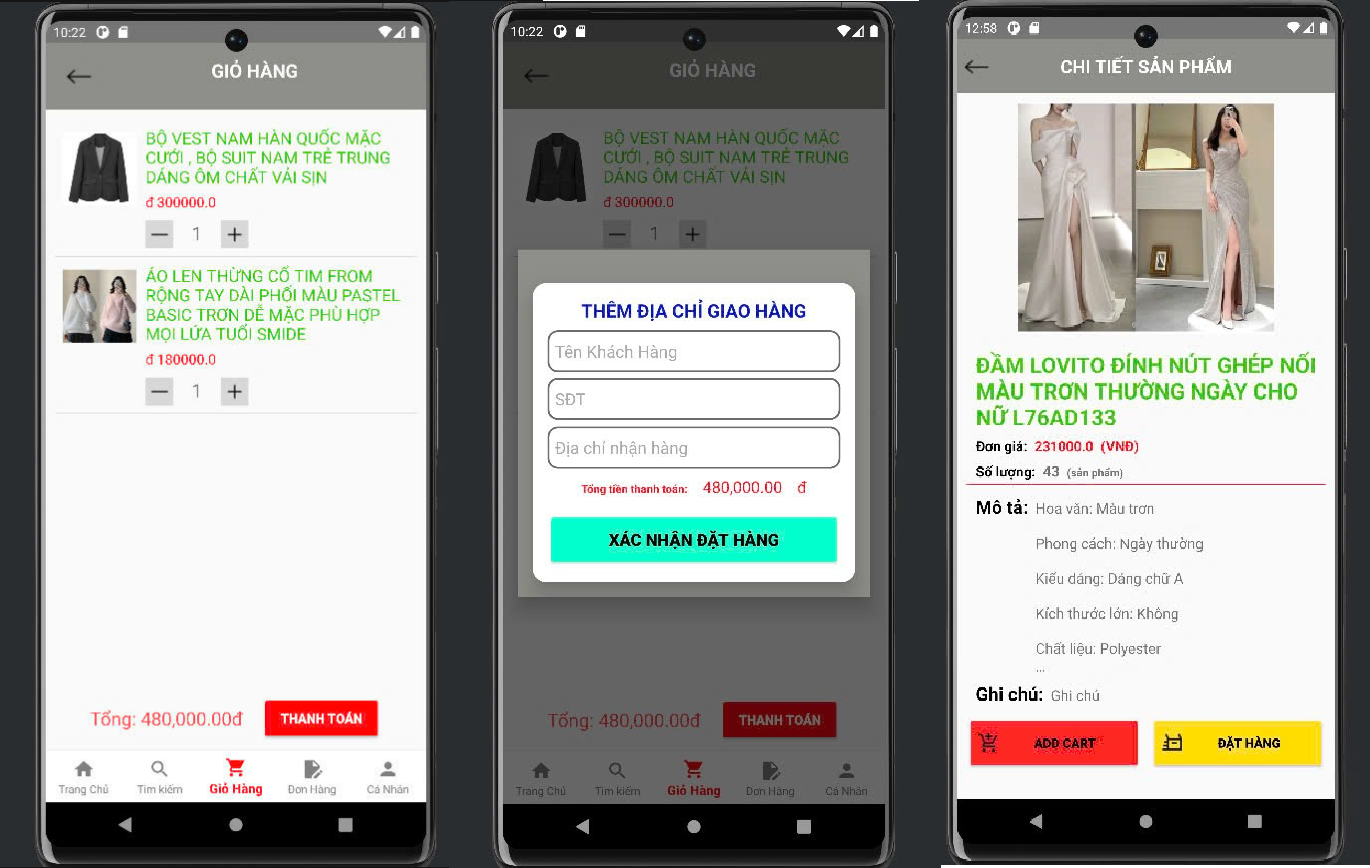 10:22
GIỎ HÀNG
BỘ VEST NAM HÀN QUỐC MẶC
CƯỚI , BỘ SUIT NAM TRẺ TRUNG
DÁNG ÔM CHẤT VẢI SỊN
đ 300000.0
1
ÁO LEN THỪNG CỔ TIM FROM
RỘNG TAY DÀI PHỐI MÀU PASTEL
BASIC TRƠN DỄ MẶC PHÙ HỢP
MỌI LỨA TUỔI SMIDE
đ 180000.0
1
Tổng: 480,000.00đ
THANH TOÁN
Trang Chủ
Tìm kiếm
Giỏ Hàng
Đơn Hàng
Cá Nhân
10:22
GIỎ HÀNG
BỘ VEST NAM HÀN QUỐC MẶC
CƯỚI , BỘ SUIT NAM TRẺ TRUNG
DÁNG ÔM CHẤT VẢI SỊN
đ 300000.0
1
THÊM ĐỊA CHỈ GIAO HÀNG
Tên Khách Hàng
SĐT
Địa chỉ nhận hàng
Tổng tiền thanh toán: 480,000.00 đ
XÁC NHẬN ĐẶT HÀNG
Tổng: 480,000.00đ
THANH TOÁN
Trang Chủ
Tìm kiếm
Giỏ Hàng
Đơn Hàng
Cá Nhân
12:58
CHI TIẾT SẢN PHẨM
ĐẦM LOVITO ĐÍNH NÚT GHÉP NỐI
MÀU TRƠN THƯỜNG NGÀY CHO
NỮ L76AD133
Đơn giá: 231000.0 (VNĐ)
Số lượng: 43 (sản phẩm)
Mô tả: Hoa văn: Màu trơn
Phong cách: Ngày thường
Kiểu dáng: Dáng chữ A
Kích thước lớn: Không
Chất liệu: Polyester
...
Ghi chú: Ghi chú
ADD CART
ĐẶT HÀNG